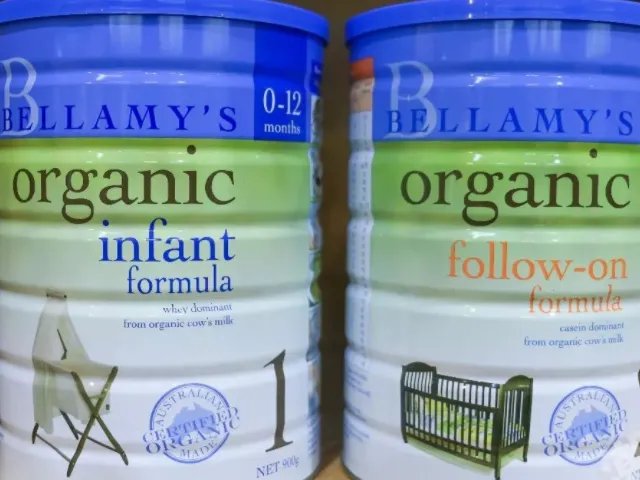 BELLAMY'S
0-12
months
organic
infant
formula
whey dominant
from organic cow's milk
AUSTRALIAN
CERTIFIED
ORGANIC
MADE
1
NET 900g
BELLAMY'S
organic
follow-on
formula
casein dominant
from organic cow's milk
AUSTRALIAN
CERTIFIED
ORGANIC
MADE